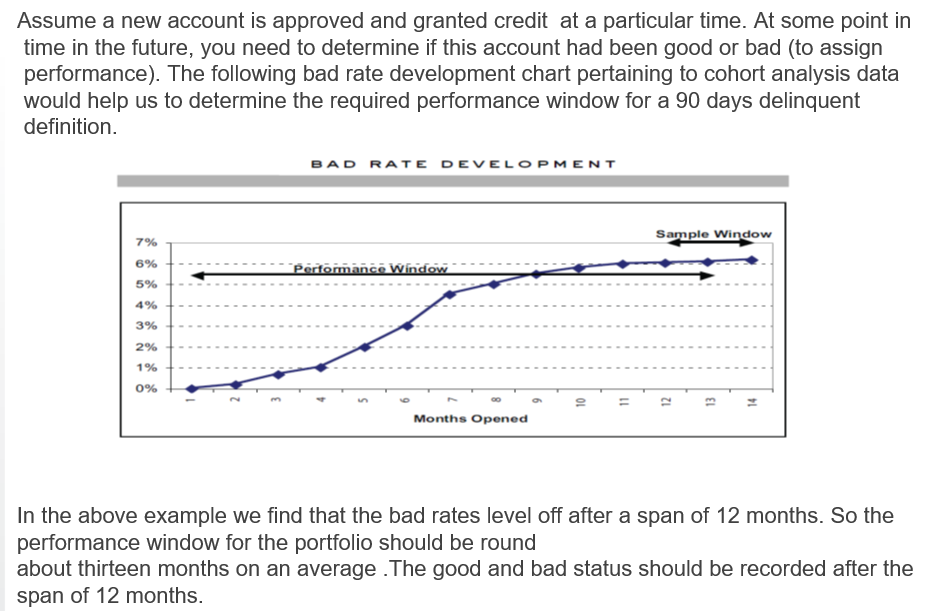 Assume a new account is approved and granted credit at a particular time. At some point in
time in the future, you need to determine if this account had been good or bad (to assign
performance). The following bad rate development chart pertaining to cohort analysis data
would help us to determine the required performance window for a 90 days delinquent
definition.
BAD RATE DEVELOPMENT
Sample Window
7%
6%
Performance Window
5%
4%
3%
2%
1%
0%
1 2 3 4 5 6 7 8 9 10 11 12 13 14
Months Opened
In the above example we find that the bad rates level off after a span of 12 months. So the
performance window for the portfolio should be round
about thirteen months on an average .The good and bad status should be recorded after the
span of 12 months.